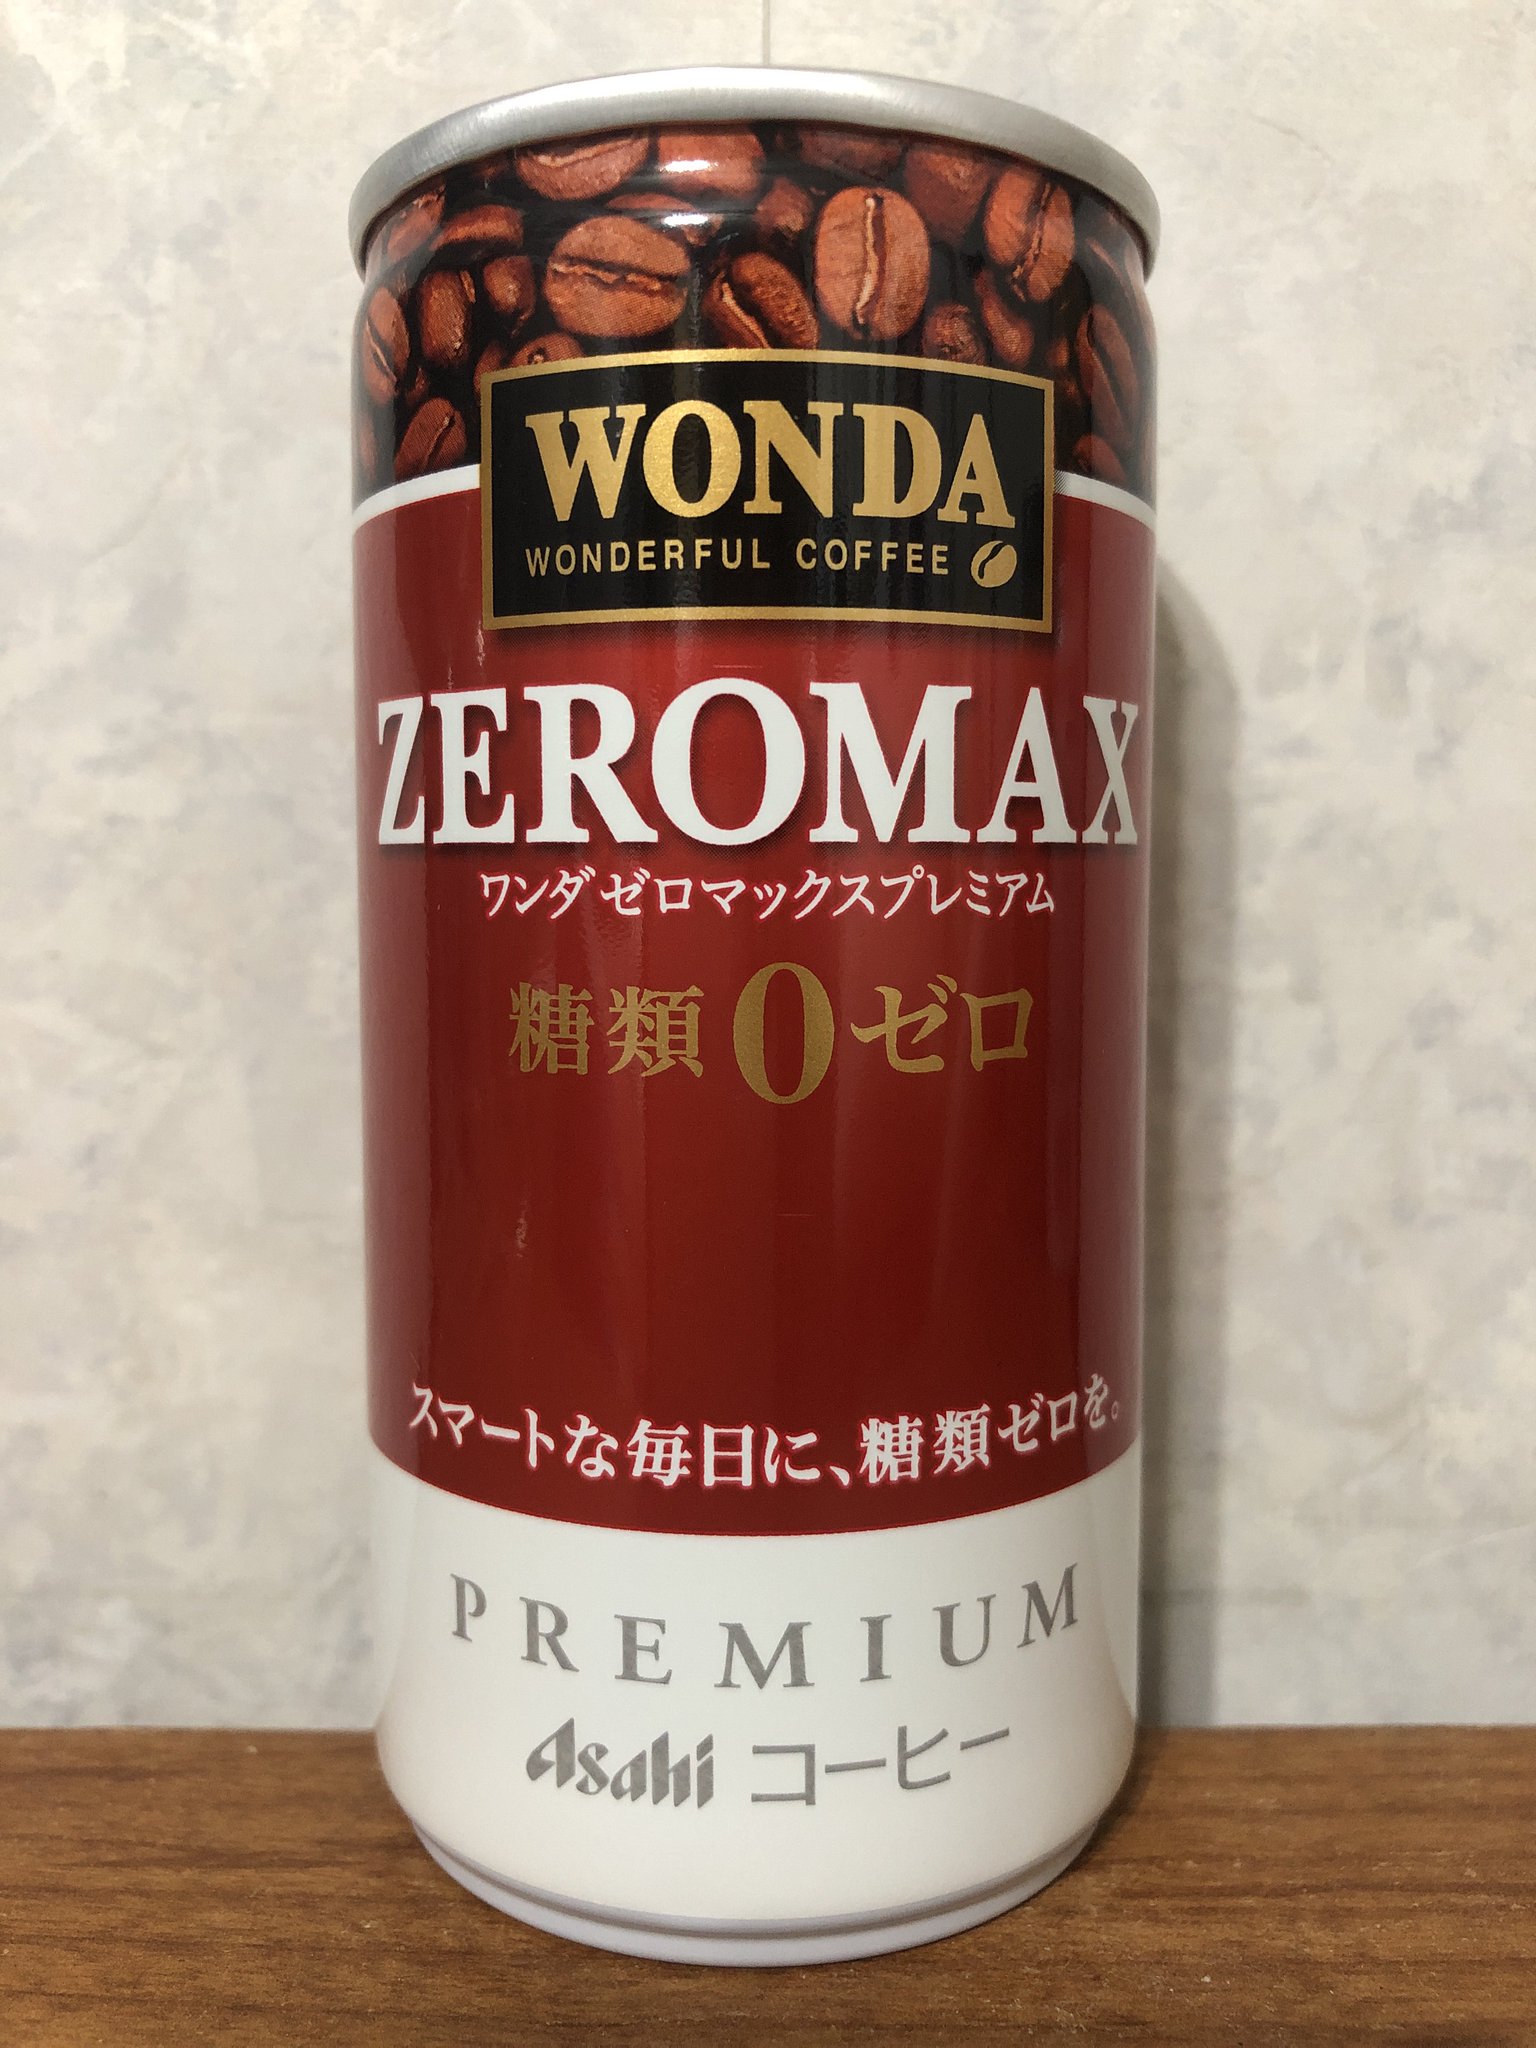 WONDA
WONDERFUL COFFEE
ZEROMAX
ワンダ ゼロマックスプレミアム
糖類0ゼロ
スマートな毎日に、糖類ゼロを。
PREMIUM
Asahi コーヒー